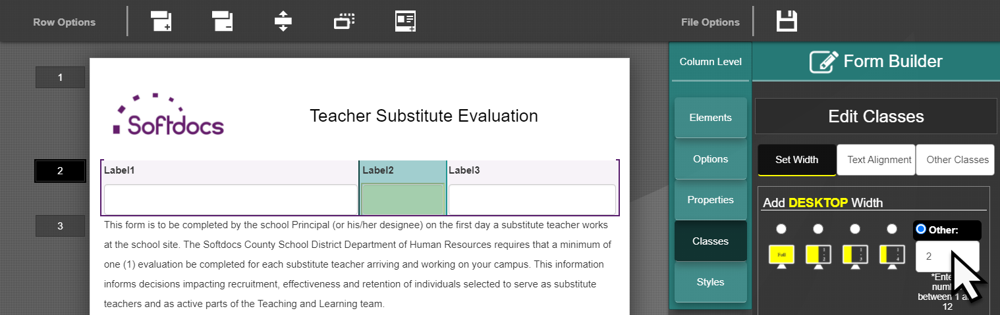 Row Options
File Options
Column Level
Form Builder
1
Softdocs
Teacher Substitute Evaluation
Elements
Edit Classes
Options
Set Width
Text Alignment
Other Classes
2
Label1
Label2
Label3
Properties
Add DESKTOP Width
3
This form is to be completed by the school Principal (or his/her designee) on the first day a substitute teacher works
at the school site. The Softdocs County School District Department of Human Resources requires that a minimum of
one (1) evaluation be completed for each substitute teacher arriving and working on your campus. This information
informs decisions impacting recruitment, effectiveness and retention of individuals selected to serve as substitute
teachers and as active parts of the Teaching and Learning team.
Other:
Classes
Full
1 - 2
1 - 3
1 - 4
2
Styles
between 1
12